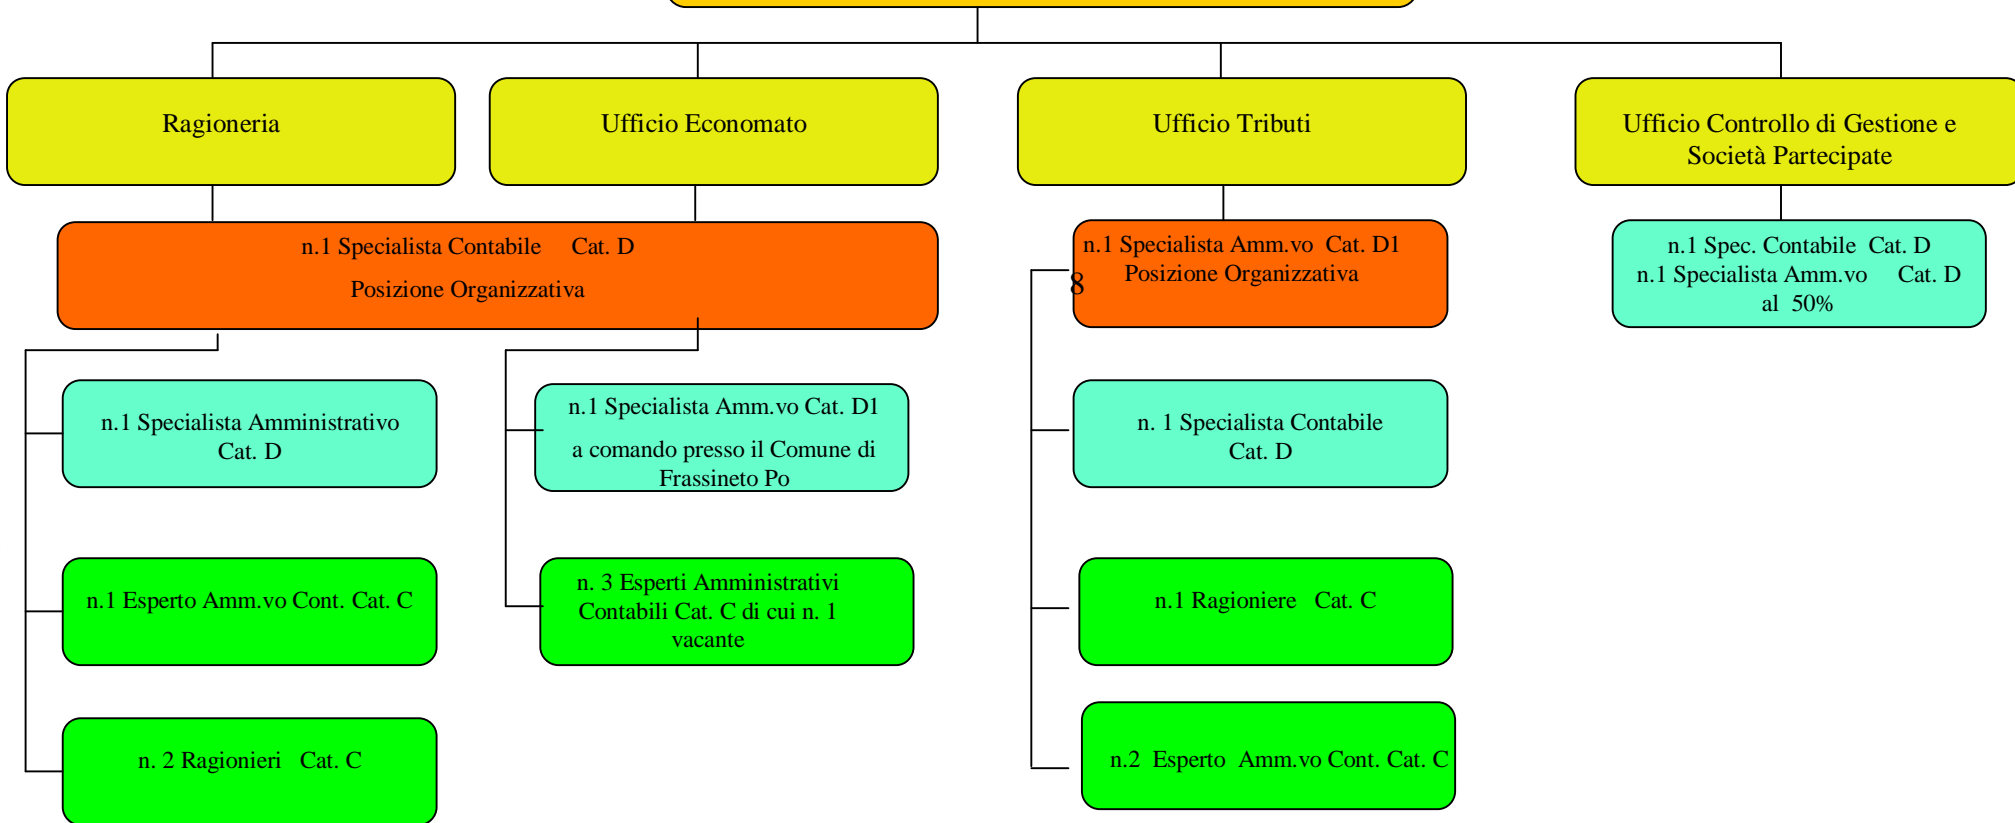 Ragioneria
Ufficio Economato
Ufficio Tributi
Ufficio Controllo di Gestione e
Società Partecipate
n.1 Specialista Contabile Cat. D
Posizione Organizzativa
n.1 Specialista Amm.vo Cat. D1
Posizione Organizzativa
8
n.1 Spec. Contabile Cat. D
n.1 Specialista Amm.vo Cat. D
al 50%
n.1 Specialista Amministrativo
Cat. D
n.1 Specialista Amm.vo Cat. D1
a comando presso il Comune di
Frassineto Po
n. 1 Specialista Contabile
Cat. D
n.1 Esperto Amm.vo Cont. Cat. C
n. 3 Esperti Amministrativi
Contabili Cat. C di cui n. 1
vacante
n.1 Ragioniere Cat. C
n. 2 Ragionieri Cat. C
n.2 Esperto Amm.vo Cont. Cat. C